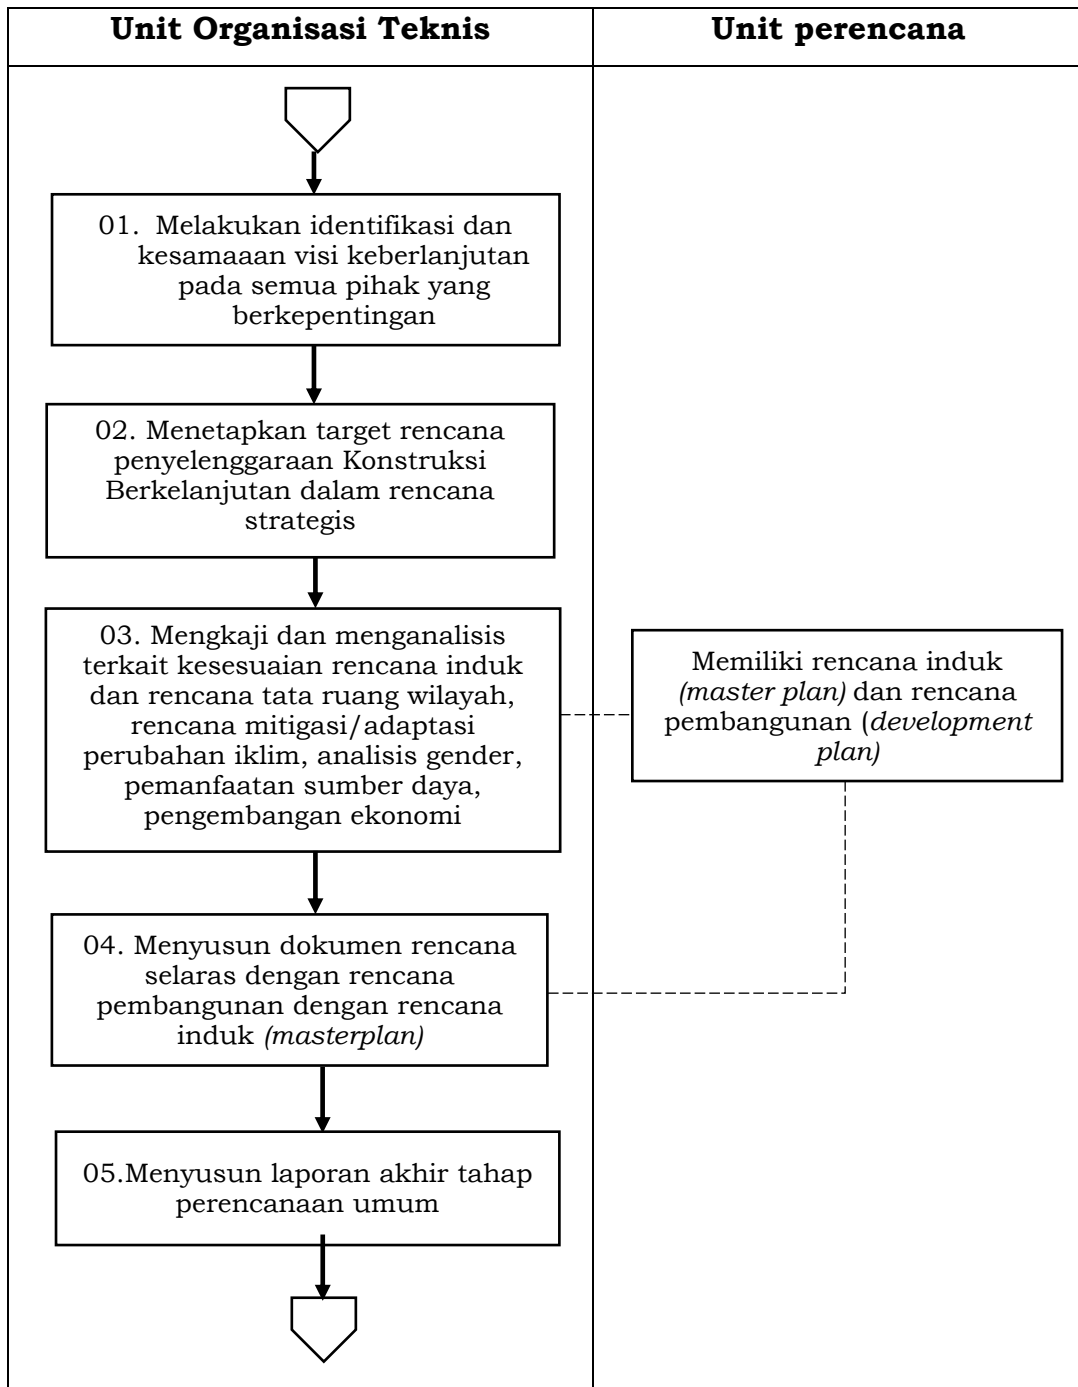 Unit Organisasi Teknis
Unit perencana
01. Melakukan identifikasi dan
kesamaaan visi keberlanjutan
pada semua pihak yang
berkepentingan
02. Menetapkan target rencana
penyelenggaraan Konstruksi
Berkelanjutan dalam rencana
strategis
03. Mengkaji dan menganalisis
terkait kesesuaian rencana induk
dan rencana tata ruang wilayah,
rencana mitigasi/adaptasi
perubahan iklim, analisis gender,
pemanfaatan sumber daya,
pengembangan ekonomi
Memiliki rencana induk
(master plan) dan rencana
pembangunan (development
plan)
04. Menyusun dokumen rencana
selaras dengan rencana
pembangunan dengan rencana
induk (masterplan)
05.Menyusun laporan akhir tahap
perencanaan umum